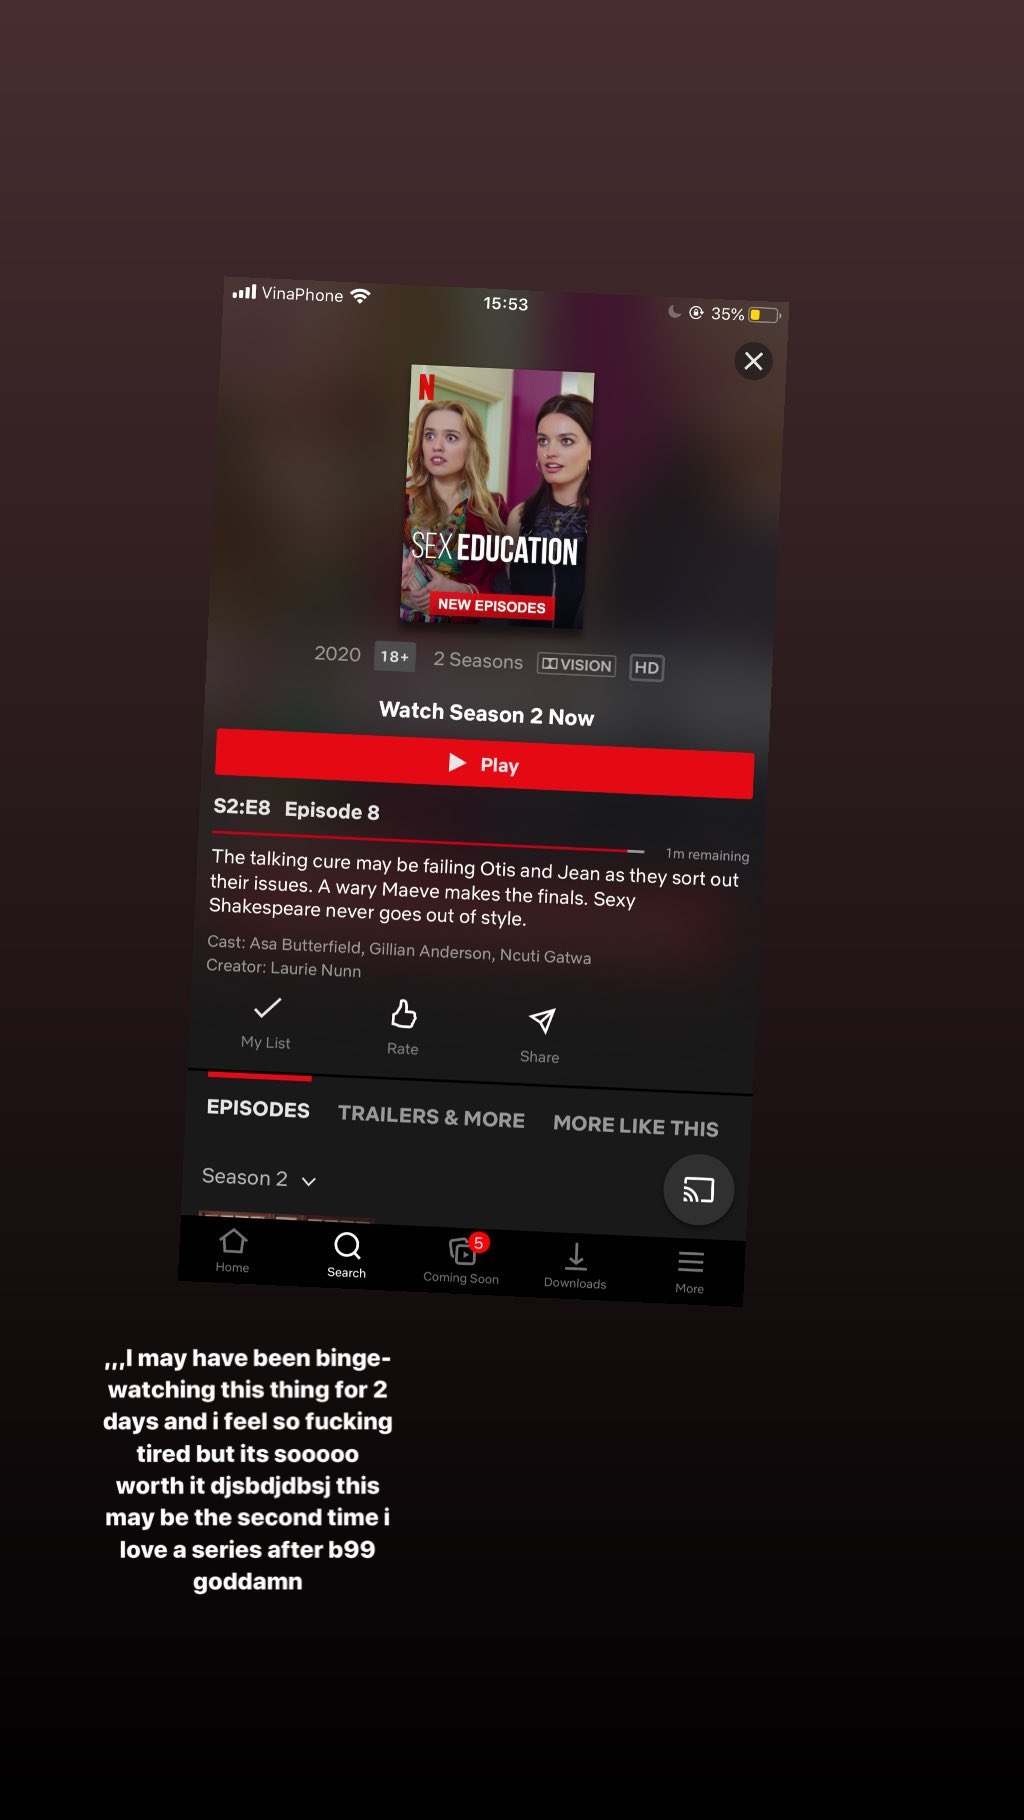 VinaPhone 15:53 35%
N
SEX EDUCATION
NEW EPISODES
2020 18+ 2 Seasons VISION HD
Watch Season 2 Now
Play
S2:E8 Episode 8
1m remaining
The talking cure may be failing Otis and Jean as they sort out
their issues. A wary Maeve makes the finals. Sexy
Shakespeare never goes out of style.
Cast: Asa Butterfield, Gillian Anderson, Ncuti Gatwa
Creator: Laurie Nunn
My List Rate Share
EPISODES TRAILERS & MORE MORE LIKE THIS
Season 2
5
Home Search Coming Soon Downloads More
,,,I may have been binge-
watching this thing for 2
days and i feel so fucking
tired but its sooooo
worth it djsbdjdbsj this
may be the second time i
love a series after b99
goddamn